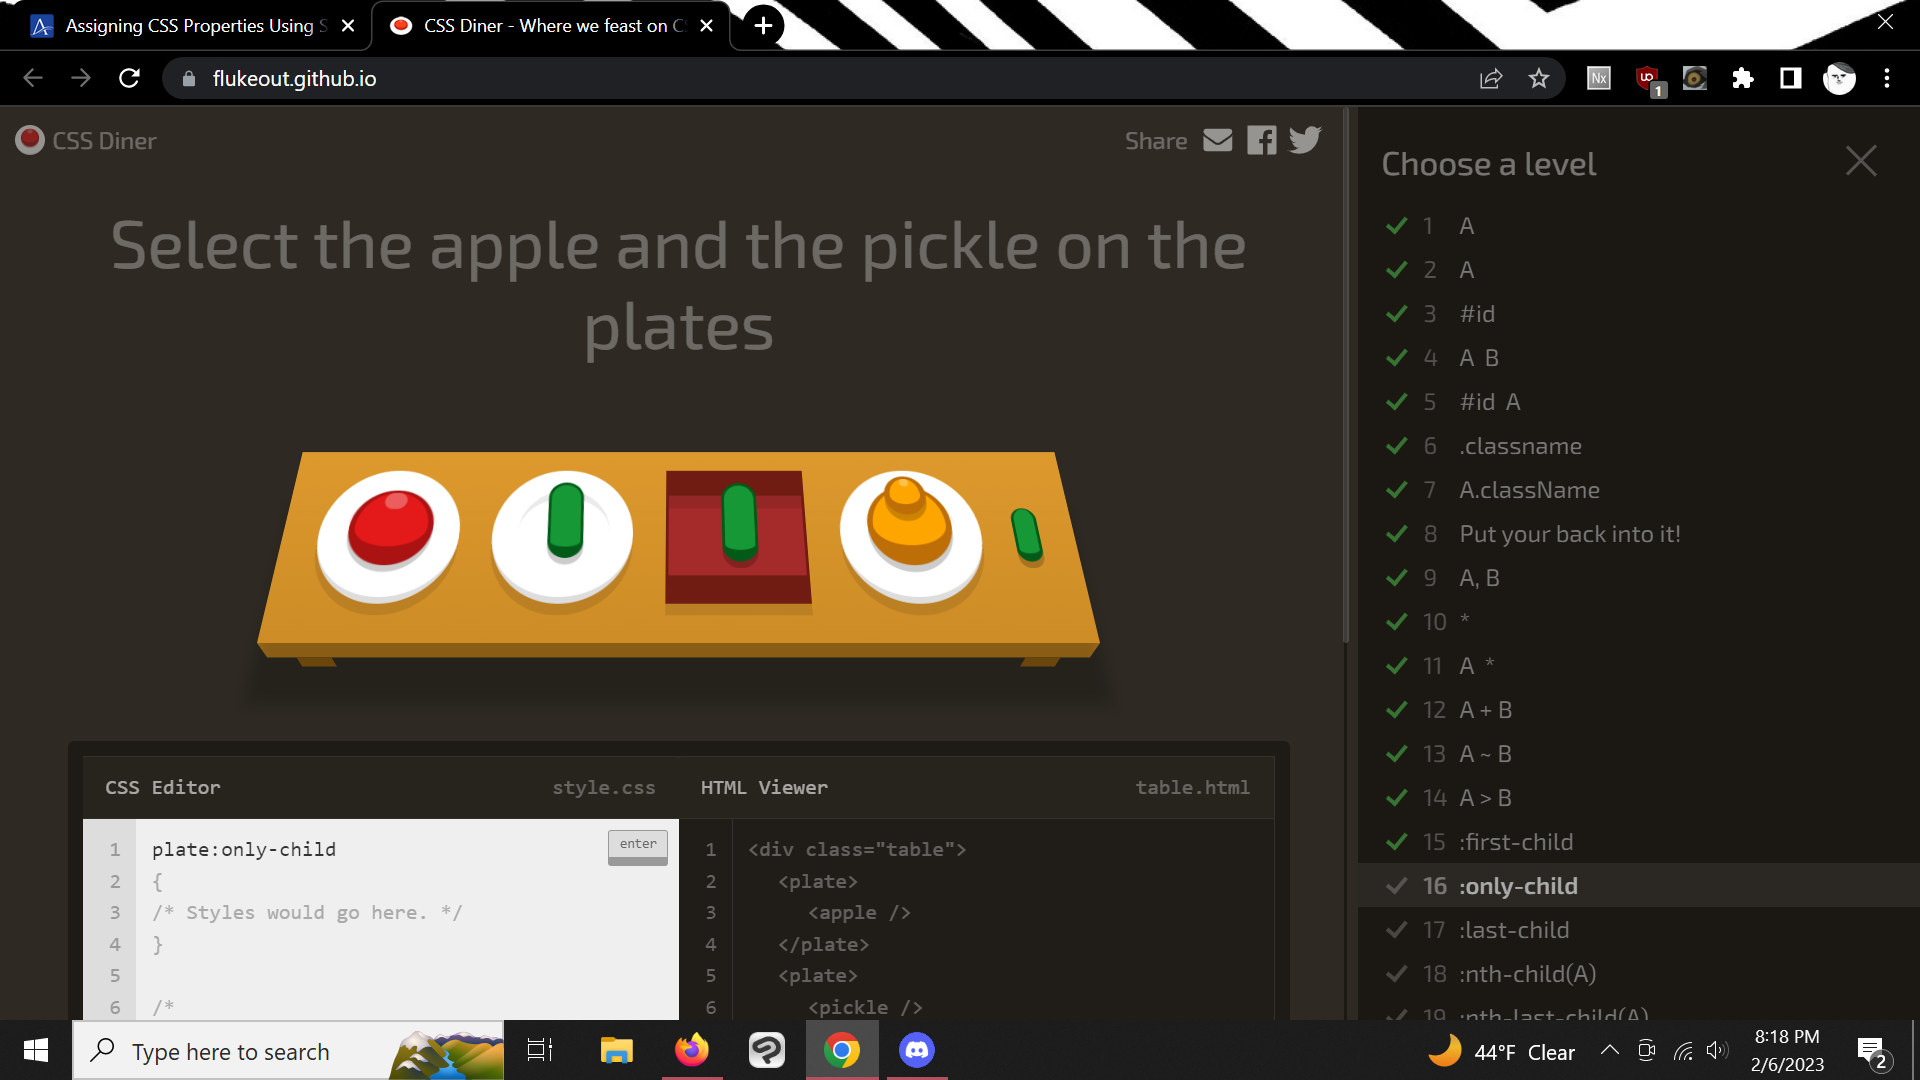 Assigning CSS Properties Using S
CSS Diner - Where we feast on CS
flukeout.github.io
Nx
1
CSS Diner
Share
Select the apple and the pickle on the
plates
CSS Editor
style.css
1 plate:only-child
enter
2 {
3 /* Styles would go here. */
4 }
5
6 /*
HTML Viewer
table.html
1 <div class="table">
2 <plate>
3 <apple />
4 </plate>
5 <plate>
6 <pickle />
Choose a level
1 A
2 A
3 #id
4 A B
5 #id A
6 .classname
7 A.className
8 Put your back into it!
9 A, B
10 *
11 A *
12 A + B
13 A ~ B
14 A > B
15 :first-child
16 :only-child
17 :last-child
18 :nth-child(A)
19 :nth-last-child(A)
Type here to search
44°F Clear
8:18 PM
2/6/2023
2